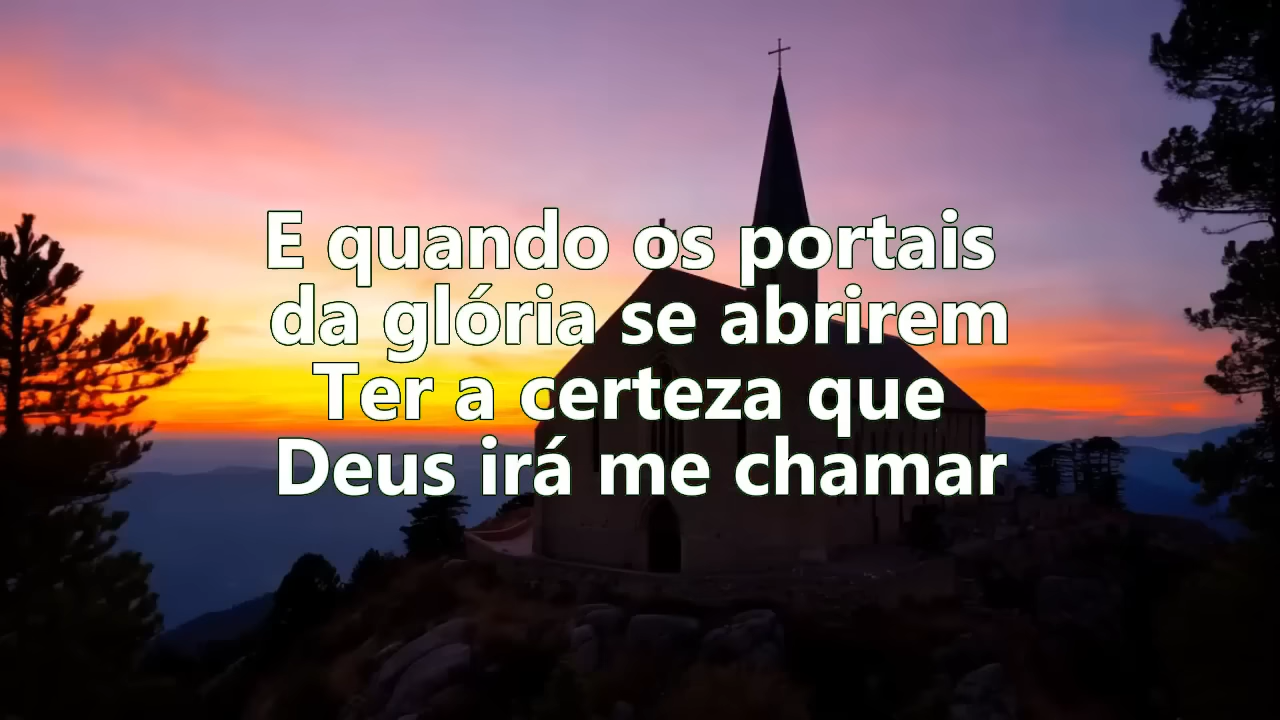 E quando os portais
da glória se abrirem
Ter a certeza que
Deus irá me chamar